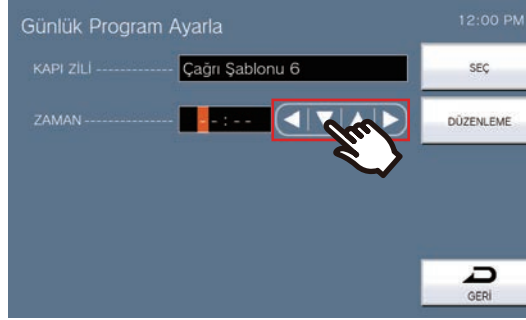 Günlük Program Ayarla
12:00 PM
KAPI ZİLİ ------------- Çağrı Şablonu 6
SEÇ
ZAMAN --------------- --:--
DÜZENLEME
GERİ